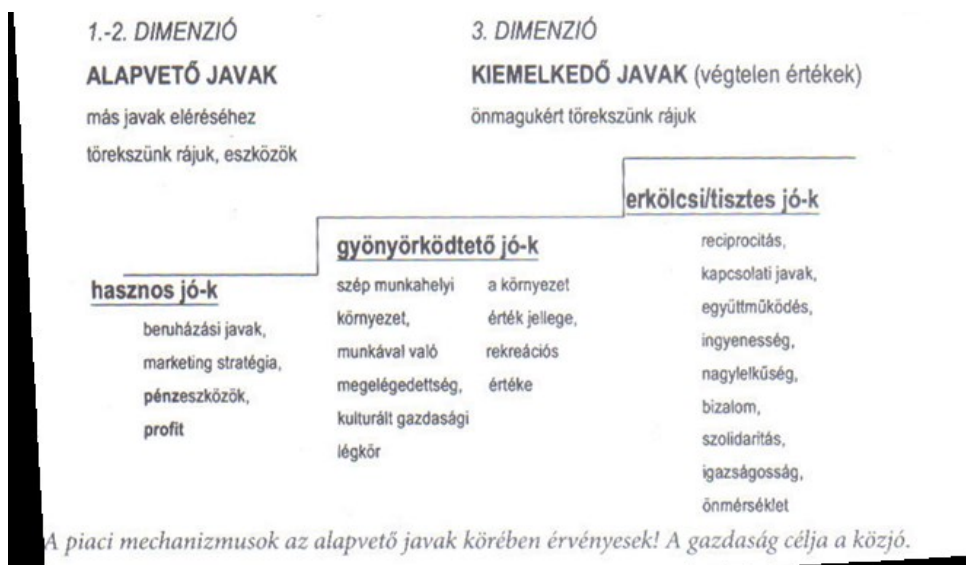 1.-2. DIMENZIÓ
ALAPVETŐ JAVAK
más javak eléréséhez
törekszünk rájuk, eszközök
3. DIMENZIÓ
KIEMELKEDŐ JAVAK (végtelen értékek)
önmagukért törekszünk rájuk
hasznos jó-k
beruházási javak,
marketing stratégia,
pénzeszközök,
profit
gyönyörködtető jó-k
szép munkahelyi
környezet,
munkával való
megelégedettség,
kulturált gazdasági
légkör
a környezet
érték jellege,
rekreációs
értéke
erkölcsi/tisztes jó-k
reciprocitás,
kapcsolati javak,
együttműködés,
ingyenesség,
nagylelkűség,
bizalom,
szolidaritás,
igazságosság,
önmérséklet
A piaci mechanizmusok az alapvető javak körében érvényesek! A gazdaság célja a közjó.